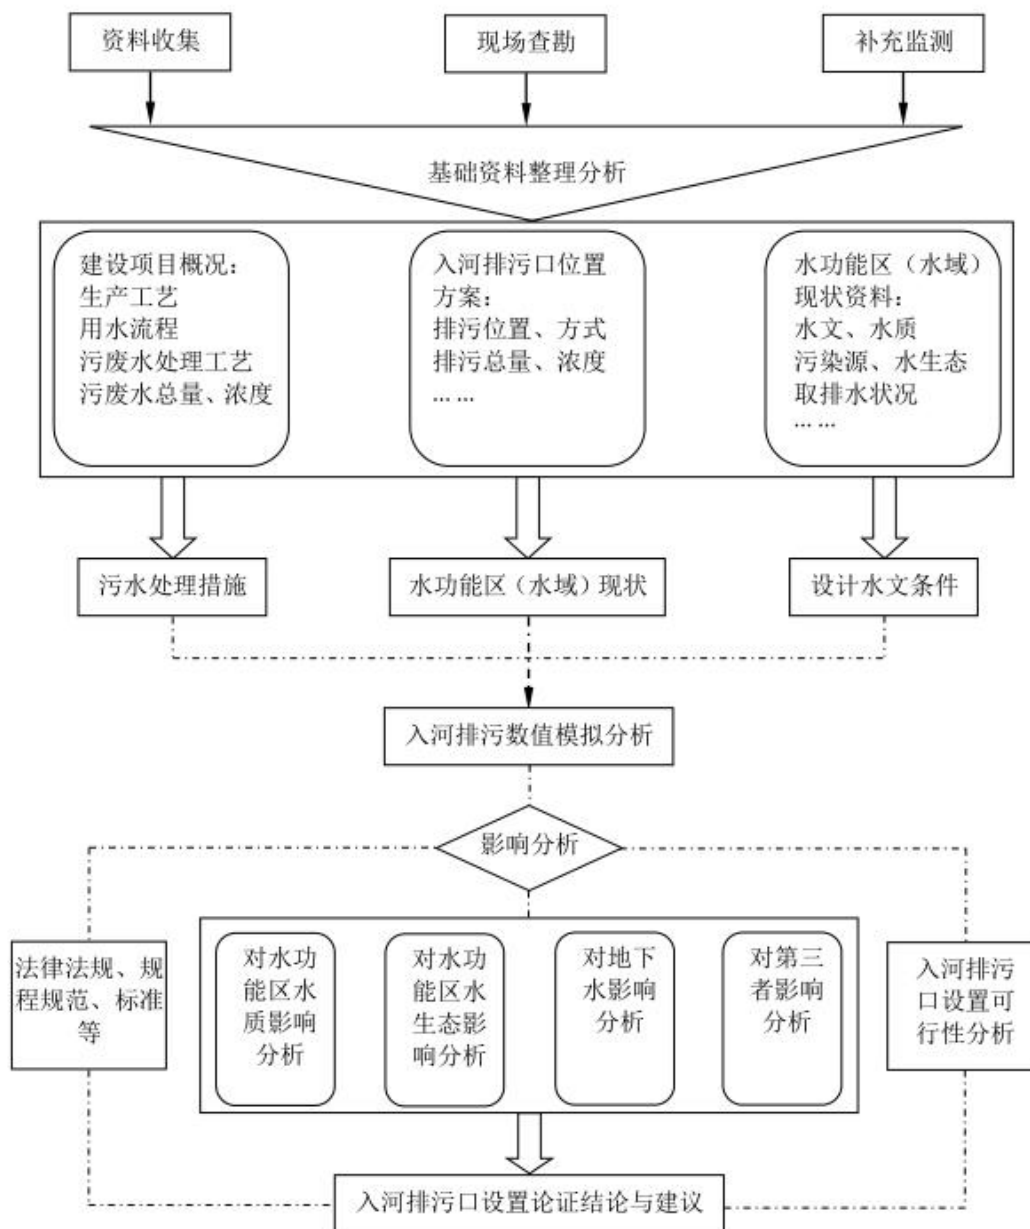 资料收集
现场查勘
补充监测
基础资料整理分析
建设项目概况：
生产工艺
用水流程
污废水处理工艺
污废水总量、浓度
入河排污口位置
方案：
排污位置、方式
排污总量、浓度
... ...
水功能区（水域）
现状资料：
水文、水质
污染源、水生态
取排水状况
... ...
污水处理措施
水功能区（水域）现状
设计水文条件
入河排污数值模拟分析
影响分析
法律法规、规
程规范、标准
等
对水功
能区水
质影响
分析
对水功
能区水
生态影
响分析
对地下
水影响
分析
对第三
者影响
分析
入河排污
口设置可
行性分析
入河排污口设置论证结论与建议